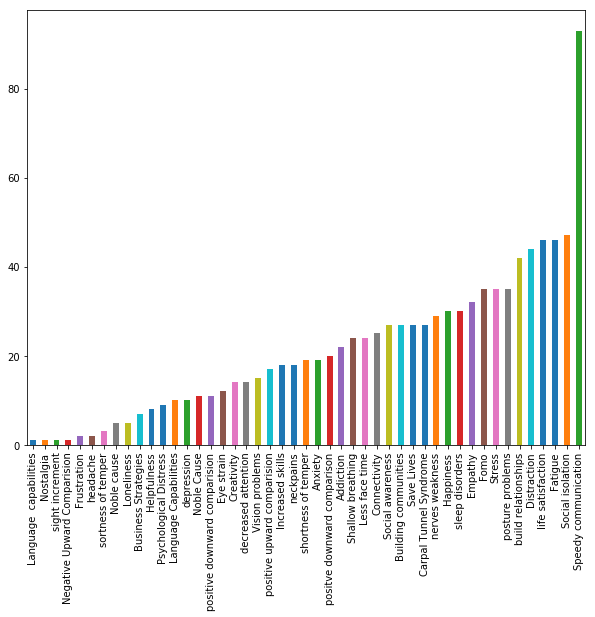 80
60
40
20
0
Language  capabilities
Nostalgia
sight increment
Negative Upward Comparision
Frustration
headache
sortness of temper
Noble cause
Loneliness
Business Strategies
Helpfulness
Psychological Distress
Language Capabilities
depression
Noble Cause
positive downward comparision
Eye strain
Creativity
decreased attention
Vision problems
positive upward comparision
Increased skills
neckpains
shortness of temper
Anxiety
positve downward comparison
Addiction
Shallow breathing
Less face time
Connectivity
Social awareness
Building communities
Save Lives
Carpal Tunnel Syndrome
nerves weakness
Happiness
sleep disorders
Empathy
Fomo
Stress
posture problems
build relationships
Distraction
life satisfaction
Fatigue
Social isolation
Speedy communication